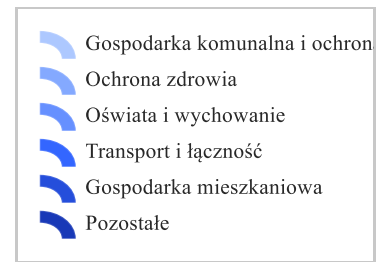 Gospodarka komunalna i ochron
Ochrona zdrowia
Oświata i wychowanie
Transport i łączność
Gospodarka mieszkaniowa
Pozostałe